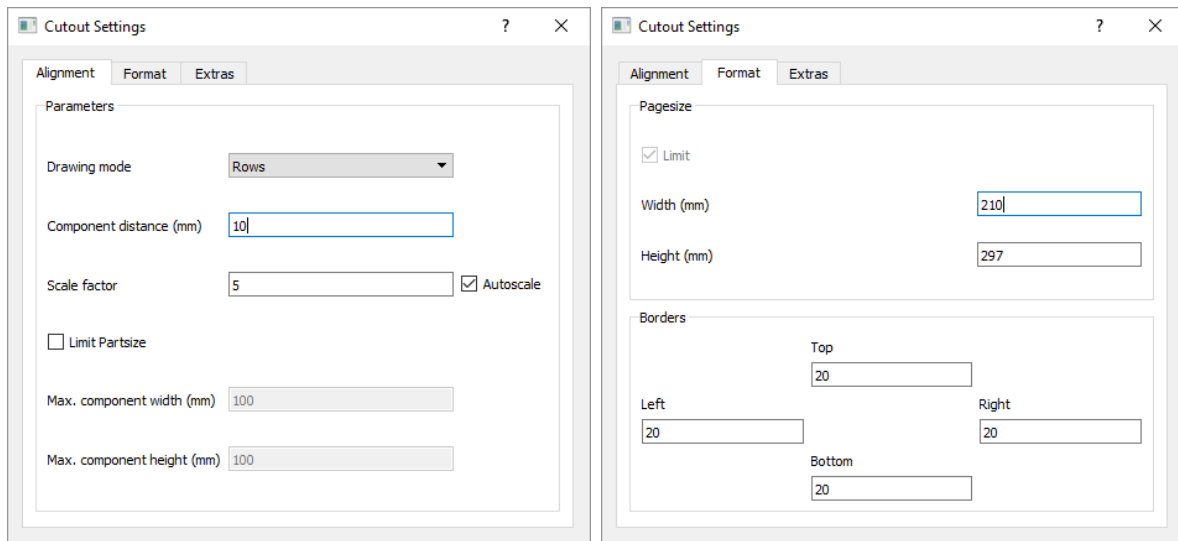 Cutout Settings
?
Alignment
Format
Extras
Parameters
Drawing mode
Rows
Component distance (mm)
10
Scale factor
5
Autoscale
Limit Partsize
Max. component width (mm)
100
Max. component height (mm)
100
Cutout Settings
?
Alignment
Format
Extras
Pagesize
Limit
Width (mm)
210
Height (mm)
297
Borders
Top
20
Left
20
Right
20
Bottom
20